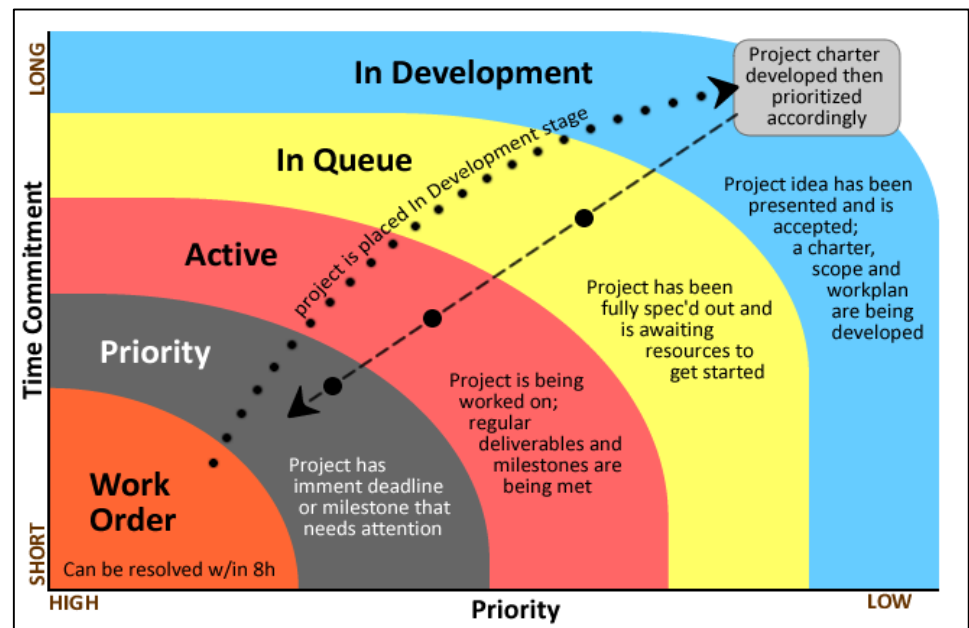 LONG
Time Commitment
SHORT
In Development
Project charter
developed then
prioritized
accordingly
project is placed In Development stage
In Queue
Project idea has been
presented and is
accepted;
a charter,
scope and
workplan
are being
developed
Active
Project has been
fully spec'd out and
is awaiting
resources to
get started
Priority
Project is being
worked on;
regular
deliverables and
milestones are
being met
Work
Order
Project has
imment deadline
or milestone that
needs attention
Can be resolved w/in 8h
HIGH
Priority
LOW